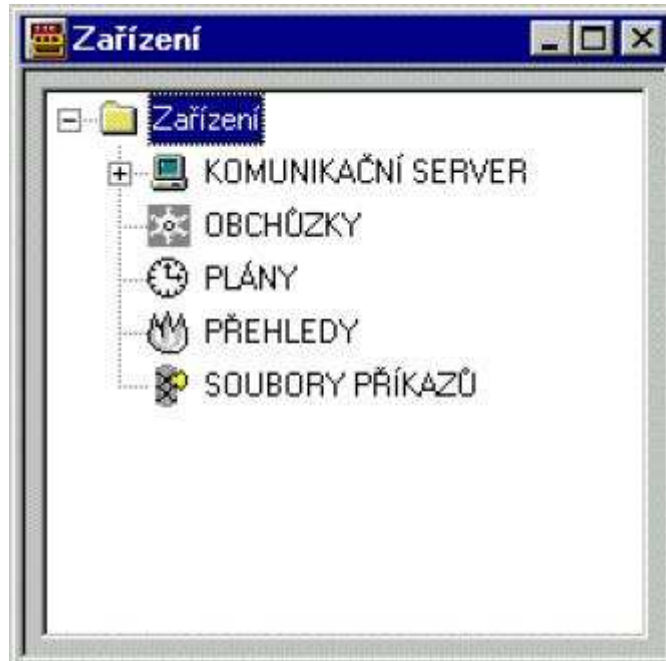 Zařízení
Zařízení
KOMUNIKAČNÍ SERVER
OBCHŮZKY
PLÁNY
PŘEHLEDY
SOUBORY PŘÍKAZŮ